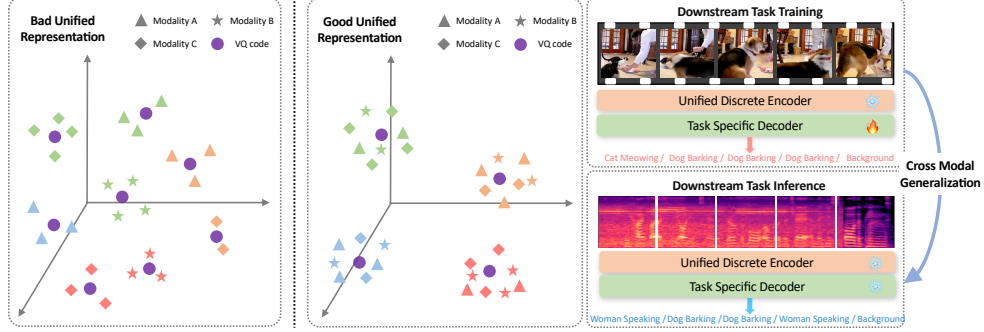 Bad Unified
Representation
Modality A
Modality B
Modality C
VQ code
Good Unified
Representation
Modality A
Modality B
Modality C
VQ code
Downstream Task Training
Unified Discrete Encoder
Task Specific Decoder
Cat Meowing / Dog Barking / Dog Barking / Dog Barking / Background
Cross Modal
Generalization
Downstream Task Inference
Unified Discrete Encoder
Task Specific Decoder
Woman Speaking / Dog Barking / Dog Barking / Woman Speaking / Background